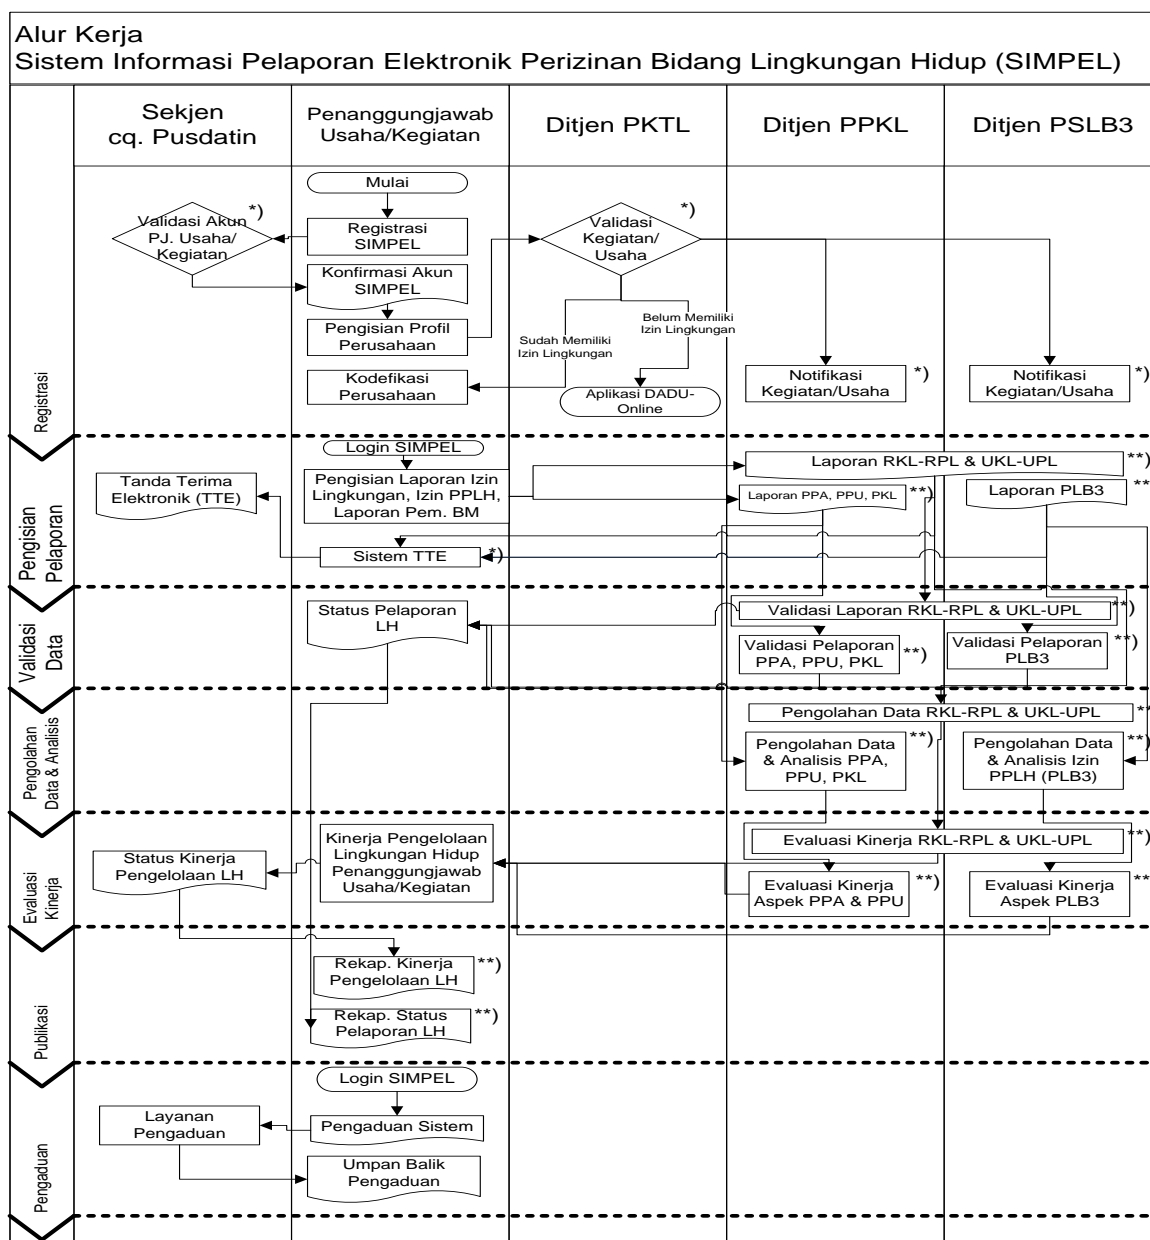 Alur Kerja
Sistem Informasi Pelaporan Elektronik Perizinan Bidang Lingkungan Hidup (SIMPEL)
Sekjen
cq. Pusdatin
Penanggungjawab
Usaha/Kegiatan
Ditjen PKTL
Ditjen PPKL
Ditjen PSLB3
Registrasi
Mulai
Validasi Akun
PJ. Usaha/
Kegiatan
*)
Registrasi
SIMPEL
Validasi
Kegiatan/
Usaha
*)
Konfirmasi Akun
SIMPEL
Pengisian Profil
Perusahaan
Sudah Memiliki
Izin Lingkungan
Belum Memiliki
Izin Lingkungan
Kodefikasi
Perusahaan
Aplikasi DADU-
Online
Notifikasi
Kegiatan/Usaha
*)
Notifikasi
Kegiatan/Usaha
*)
Pengisian
Pelaporan
Login SIMPEL
Tanda Terima
Elektronik (TTE)
Pengisian Laporan Izin
Lingkungan, Izin PPLH,
Laporan Pem. BM
Laporan RKL-RPL & UKL-UPL
**)
Laporan PPA, PPU, PKL
**)
Laporan PLB3
**
Sistem TTE
*)
Validasi
Data
Status Pelaporan
LH
Validasi Laporan RKL-RPL & UKL-UPL
**)
Validasi Pelaporan
PPA, PPU, PKL
**)
Validasi Pelaporan
PLB3
**)
Pengolahan
Data & Analisis
Pengolahan Data RKL-RPL & UKL-UPL
**
Pengolahan Data
& Analisis PPA,
PPU, PKL
**)
Pengolahan Data
& Analisis Izin
PPLH (PLB3)
**)
Evaluasi
Kinerja
Status Kinerja
Pengelolaan LH
Kinerja Pengelolaan
Lingkungan Hidup
Penanggungjawab
Usaha/Kegiatan
Evaluasi Kinerja RKL-RPL & UKL-UPL
**)
Evaluasi Kinerja
Aspek PPA & PPU
**)
Evaluasi Kinerja
Aspek PLB3
**
Publikasi
Rekap. Kinerja
Pengelolaan LH
**)
Rekap. Status
Pelaporan LH
**)
Pengaduan
Login SIMPEL
Layanan
Pengaduan
Pengaduan Sistem
Umpan Balik
Pengaduan